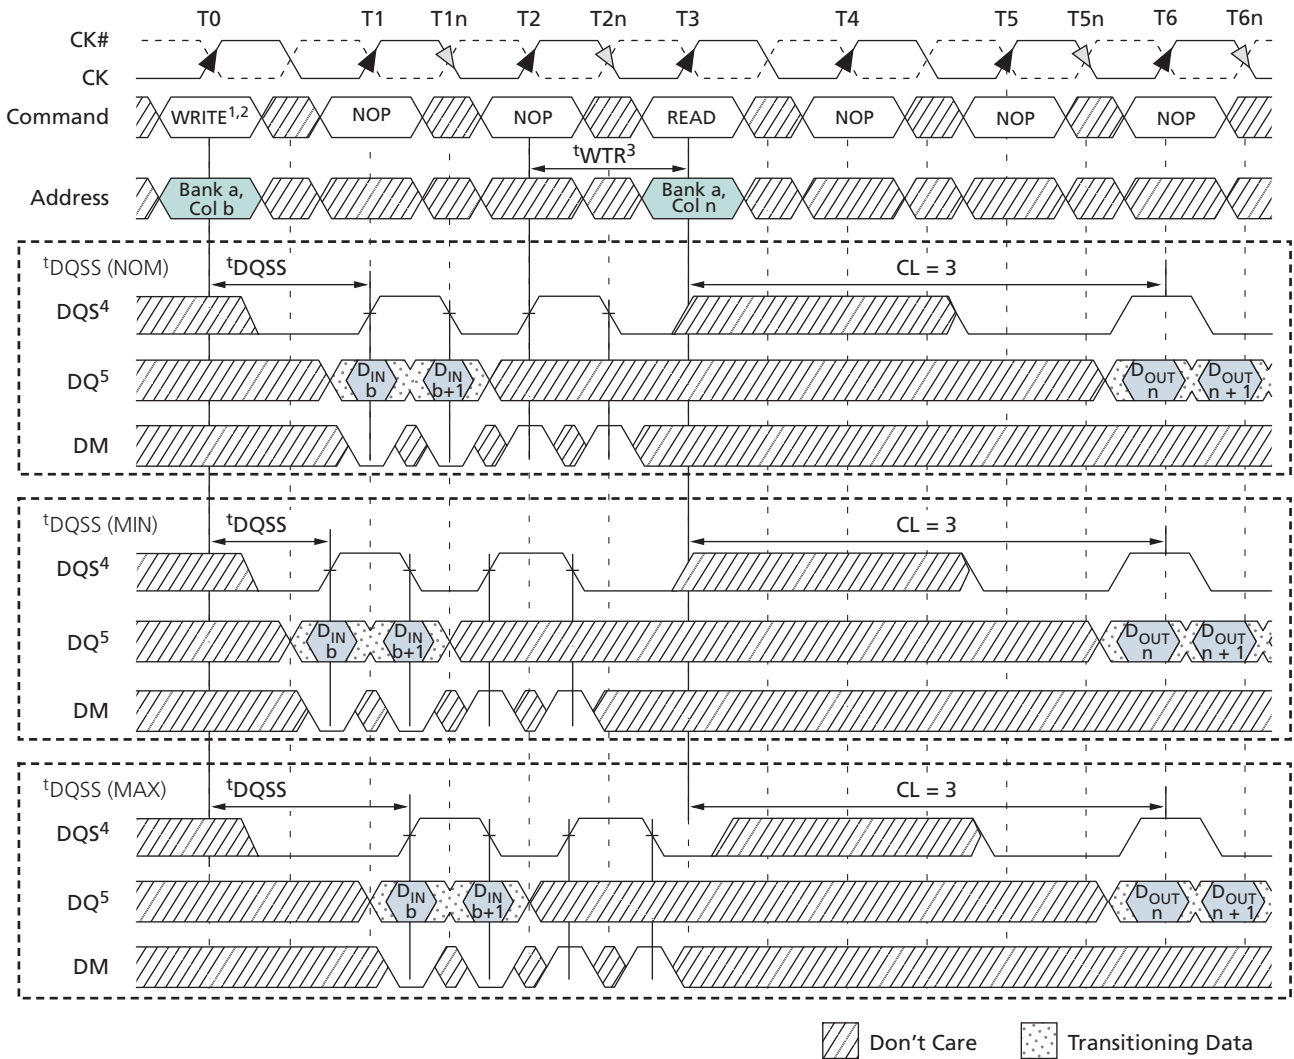 T0 T1 T1n T2 T2n T3 T4 T5 T5n T6 T6n
CK#
CK
Command WRITE1,2 NOP NOP READ NOP NOP NOP
tWTR3
Address Bank a, Col b Bank a, Col n
tDQSS (NOM) tDQSS CL = 3
DQS4
DQ5 DIN b DIN b+1 DOUT n DOUT n + 1
DM
tDQSS (MIN) tDQSS CL = 3
DQS4
DQ5 DIN b DIN b+1 DOUT n DOUT n + 1
DM
tDQSS (MAX) tDQSS CL = 3
DQS4
DQ5 DIN b DIN b+1 DOUT n DOUT n + 1
DM
Don't Care Transitioning Data